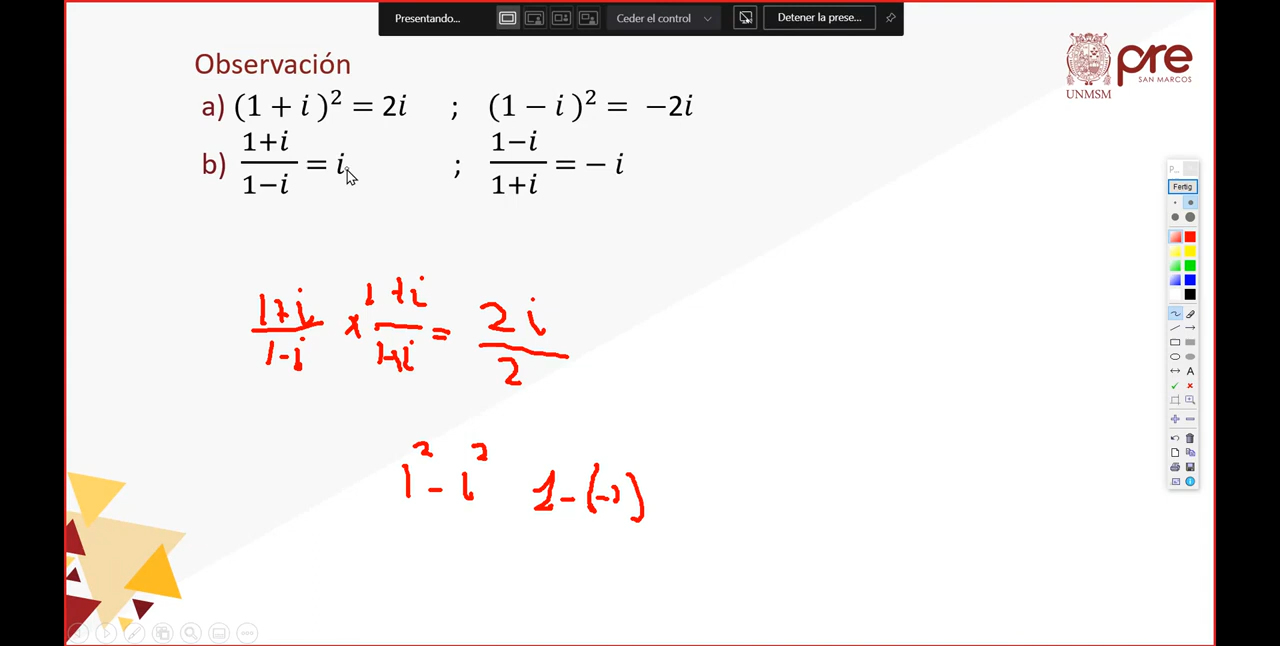 Presentando...
Ceder el control
Detener la prese...
Observación
pre
SAN MARCOS
UNMSM
a) (1 + i )² = 2i ; (1 − i )² = −2i
b) 1+i/1−i = i ; 1−i/1+i = − i
P...
Fertig
1+i/1-i × 1+i/1+i = 2i/2
1² - i² 1-(-1)
A